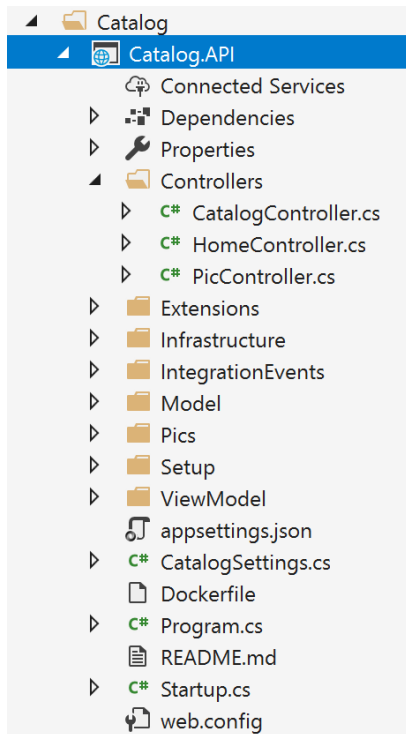 Catalog
Catalog.API
Connected Services
Dependencies
Properties
Controllers
C# CatalogController.cs
C# HomeController.cs
C# PicController.cs
Extensions
Infrastructure
IntegrationEvents
Model
Pics
Setup
ViewModel
appsettings.json
C# CatalogSettings.cs
Dockerfile
C# Program.cs
README.md
C# Startup.cs
web.config